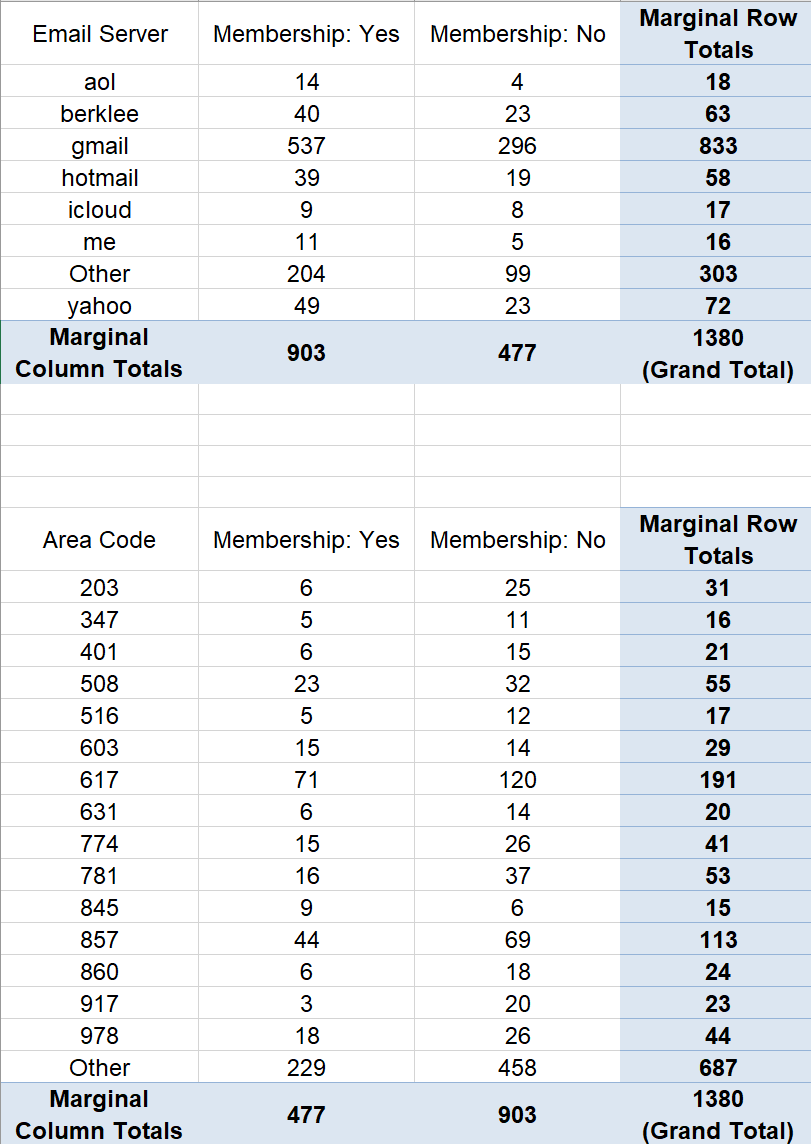 Email Server Membership: Yes Membership: No Marginal Row Totals
aol 14 4 18
berklee 40 23 63
gmail 537 296 833
hotmail 39 19 58
icloud 9 8 17
me 11 5 16
Other 204 99 303
yahoo 49 23 72
Marginal Column Totals 903 477 1380 (Grand Total)
Area Code Membership: Yes Membership: No Marginal Row Totals
203 6 25 31
347 5 11 16
401 6 15 21
508 23 32 55
516 5 12 17
603 15 14 29
617 71 120 191
631 6 14 20
774 15 26 41
781 16 37 53
845 9 6 15
857 44 69 113
860 6 18 24
917 3 20 23
978 18 26 44
Other 229 458 687
Marginal Column Totals 477 903 1380 (Grand Total)